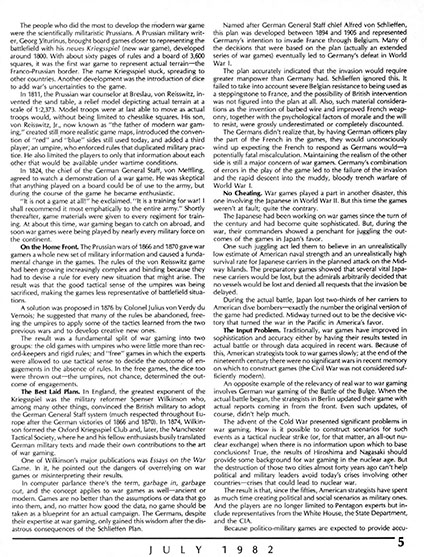 The people who did the most to develop the modern war
game were the scientifically militaristic Prussians. A Prussian military writ-
er, Georg Vituorinus, brought board games closer to representing the
battlefield with his neues Kriegsspiel (new war game), developed
around 1800. With about sixty pages of rules and a board of 3,600
squares, it was the first war game to represent actual terrain—the
Franco-Prussian border. The name Kriegsspiel stuck, spreading to
other countries. Another development was the introduction of dice
to add war's uncertainties to the game.
In 1811, the Prussian war counselor at Breslau, von Reisswitz, in-
vented the sand table, a relief model depicting actual terrain at a
scale of 1:2,373. Model troops were at last able to move as actual
troops would, without being limited to chesslike squares. His son,
von Reisswitz, Jr., now known as "the father of modern war gam-
ing," created still more realistic game maps, introduced the conven-
tion of "red" and "blue" sides still used today, and added a third
player, an umpire, who enforced rules that duplicated military prac-
tice. He also limited the players to only that information about each
other that would be available under wartime conditions.
In 1824, the chief of the German General Staff, von Meffling,
agreed to watch a demonstration of a war game. He was skeptical
that anything played on a board could be of use to the army, but
during the course of the game he became enthusiastic.
"It is not a game at all!" he exclaimed. "It is a training for war! I
shall recommend it most emphatically to the entire army." Shortly
thereafter, game materials were given to every regiment for train-
ing. At about this time, war gaming began to catch on abroad, and
soon war games were being played by nearly every military force on
the continent.
On the Home Front. The Prussian wars of 1866 and 1870 gave war
gamers a whole new set of military information and caused a funda-
mental change in the games. The rules of the von Reisswitz game
had been growing increasingly complex and binding because they
had to devise a rule for every new situation that might arise. The
result was that the good tactical sense of the umpires was being
sacrificed, making the games less representative of battlefield situa-
tions.
A solution was proposed in 1876 by Colonel Julius von Verdy du
Vernois; he suggested that many of the rules be abandoned, free-
ing the umpires to apply some of the tactics learned from the two
previous wars and to develop creative new ones.
The result was a fundamental split of war gaming into two
groups: the old games with umpires who were little more than rec-
ord-keepers and rigid rules; and "free" games in which the experts
were allowed to use tactical sense to decide the outcome of en-
gagements in the absence of rules. In the free games, the dice too
were thrown out—the umpires, not chance, determined the out-
come of engagements.
The Best Laid Plans. In England, the greatest exponent of the
Kriegsspiel was the military reformer Spenser Wilkinson who,
among many other things, convinced the British military to adopt
the German General Staff system (much respected throughout Eu-
rope after the German victories of 1866 and 1870). In 1874, Wilkin-
son formed the Oxford Kriegsspiel Club and, later, the Manchester
Tactical Society, where he and his fellow enthusiasts busily translated
German military texts and made their own contributions to the art
of war gaming.
One of Wilkinson's major publications was Essays on the War
Game. In it, he pointed out the dangers of overrelying on war
games or misinterpreting their results.
In computer parlance there's the term, garbage in, garbage
out, and the concept applies to war games as well—ancient or
modern. Games are no better than the assumptions or data that go
into them, and, no matter how good the data, no game should be
taken as a blueprint for an actual campaign. The Germans, despite
their expertise at war gaming, only gained this wisdom after the dis-
astrous consequences of the Schlieffen Plan.
Named after German General Staff chief Alfred von Schlieffen,
this plan was developed between 1894 and 1905 and represented
Germany's intention to invade France through Belgium. Many of
the decisions that were based on the plan (actually an extended
series of war games) eventually led to Germany's defeat in World
War I.
The plan accurately indicated that the invasion would require
greater manpower than Germany had. Schlieffen ignored this. It
failed to take into account severe Belgian resistance to being used as
a steppingstone to France, and the possibility of British intervention
was not figured into the plan at all. Also, such material considera-
tions as the invention of barbed wire and improved French weap-
onry, together with the psychological factors of morale and the will
to resist, were grossly underestimated or completely discounted.
The Germans didn't realize that, by having German officers play
the part of the French in the games, they would unconsciously
wind up expecting the French to respond as Germans would—a
potentially fatal miscalculation. Maintaining the realism of the other
side is still a major concern of war gamers. Germany's combination
of errors in the play of the game led to the failure of the invasion
and the rapid descent into the muddy, bloody trench warfare of
World War I.
No Cheating. War games played a part in another disaster, this
one involving the Japanese in World War II. But this time the games
weren't at fault; quite the contrary.
The Japanese had been working on war games since the turn of
the century and had become quite sophisticated. But, during the
war, their commanders showed a penchant for juggling the out-
comes of the games in Japan's favor.
One such juggling act led them to believe in an unrealistically
low estimate of American naval strength and an unrealistically high
survival rate for Japanese carriers in the planned attack on the Mid-
way Islands. The preparatory games showed that several vital Japa-
nese carriers would be lost, but the admirals arbitrarily decided that
no vessels would be lost and denied all requests that the invasion be
delayed.
During the actual battle, Japan lost two-thirds of her carriers to
American dive bombers—exactly the number the original version of
the game had predicted. Midway turned out to be the decisive vic-
tory that turned the war in the Pacific in America's favor.
The Input Problem. Traditionally, war games have improved in
sophistication and accuracy either by having their results tested in
actual battle or through data acquired in recent wars. Because of
this, American strategists took to war games slowly; at the end of the
nineteenth century there were no significant wars in recent memory
on which to construct games (the Civil War was not considered suf-
ficiently modern).
An opposite example of the relevancy of real war to war gaming
involves German war gaming of the Battle of the Bulge. When the
actual battle began, the strategists in Berlin updated their game with
actual reports coming in from the front. Even such updates, of
course, didn't help much.
The advent of the Cold War presented significant problems in
war gaming. How is it possible to construct scenarios for such
events as a tactical nuclear strike (or, for that matter, an all-out nu-
clear exchange) when there is no information upon which to base
conclusions? True, the results of Hiroshima and Nagasaki should
provide some background for war gaming in the nuclear age. But
the destruction of those two cities almost forty years ago can't help
political and military leaders avoid today's crises involving other
countries—crises that could lead to nuclear war.
The result is that, since the fifties, American strategists have spent
as much time creating political and social scenarios as military ones.
And the players are no longer limited to Pentagon experts but in-
clude representatives from the White House, the State Department,
and the CIA.
Because politico-military games are expected to provide accu-
JULY 1982
5